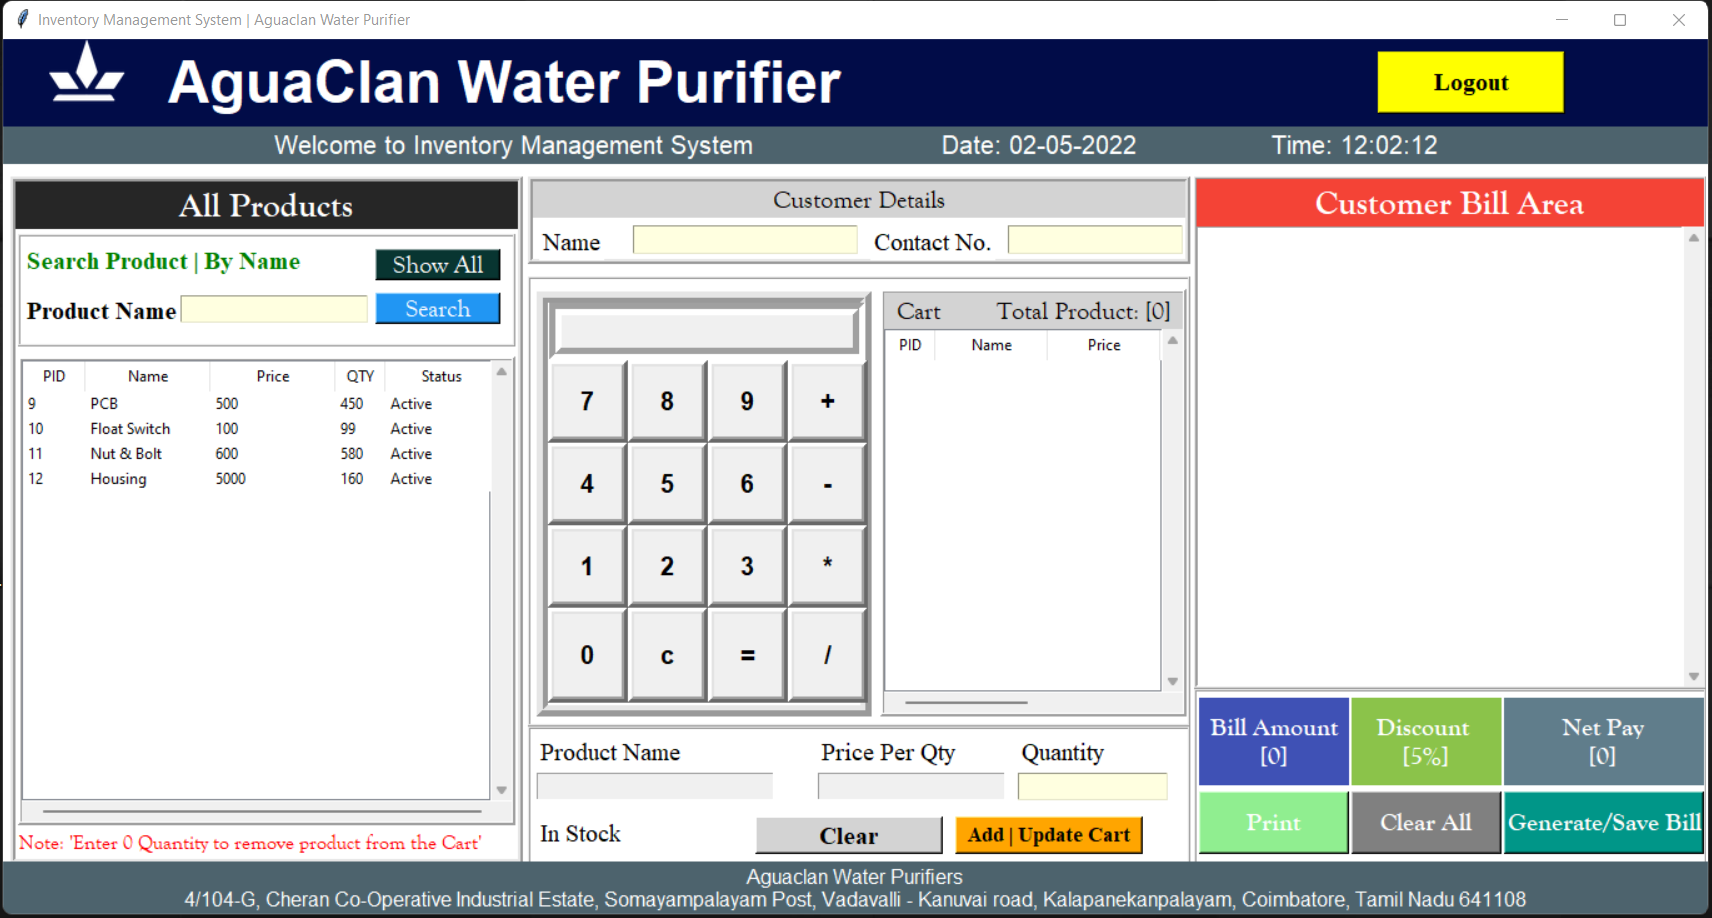 Inventory Management System | Aguaclan Water Purifier
AguaClan Water Purifier
Logout
Welcome to Inventory Management System
Date: 02-05-2022
Time: 12:02:12
All Products
Search Product | By Name
Show All
Product Name
Search
PID Name Price QTY Status
9 PCB 500 450 Active
10 Float Switch 100 99 Active
11 Nut & Bolt 600 580 Active
12 Housing 5000 160 Active
Note: 'Enter 0 Quantity to remove product from the Cart'
Customer Details
Name
Contact No.
7 8 9 +
4 5 6 -
1 2 3 *
0 c = /
Cart
Total Product: [0]
PID Name Price
Product Name
Price Per Qty
Quantity
In Stock
Clear
Add | Update Cart
Customer Bill Area
Bill Amount
[0]
Discount
[5%]
Net Pay
[0]
Print
Clear All
Generate/Save Bill
Aguaclan Water Purifiers
4/104-G, Cheran Co-Operative Industrial Estate, Somayampalayam Post, Vadavalli - Kanuvai road, Kalapanekanpalayam, Coimbatore, Tamil Nadu 641108